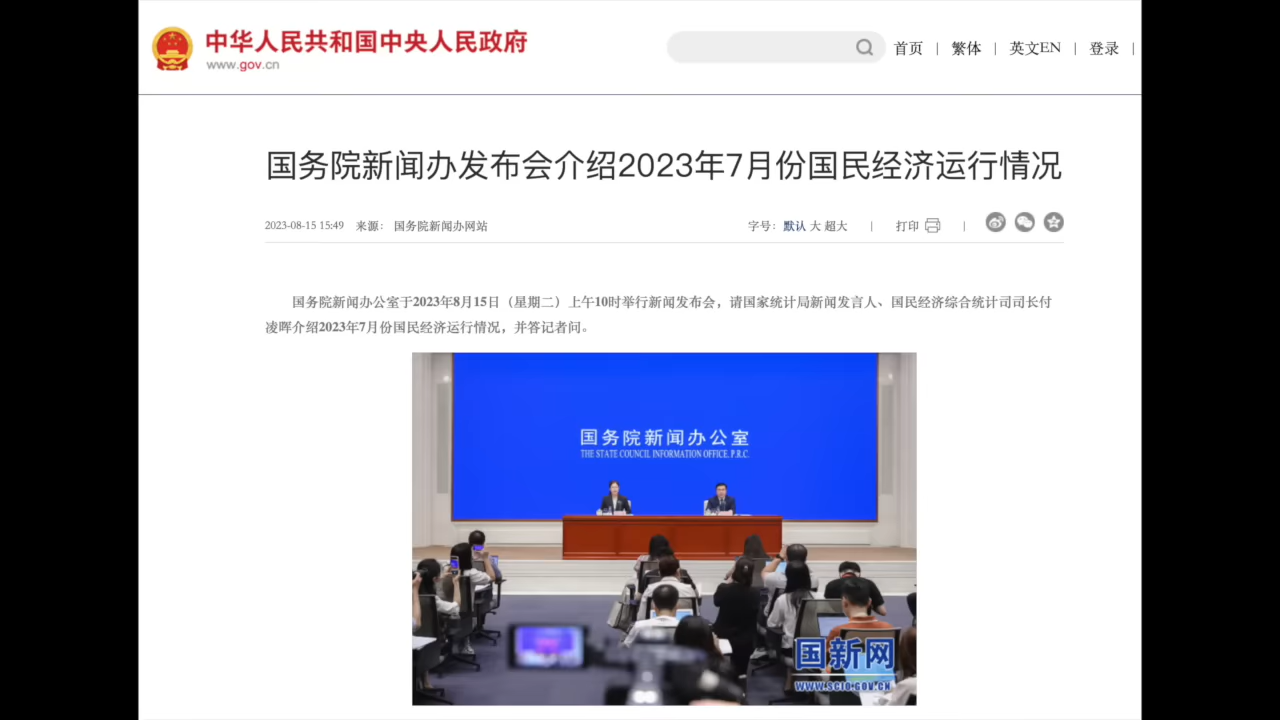 中华人民共和国中央人民政府
www.gov.cn
首页 | 繁体 | 英文EN | 登录 |
国务院新闻办发布会介绍2023年7月份国民经济运行情况
2023-08-15 15:49 来源： 国务院新闻办网站
字号：默认 大 超大 | 打印 |
国务院新闻办公室于2023年8月15日（星期二）上午10时举行新闻发布会，请国家统计局新闻发言人、国民经济综合统计司司长付
凌晖介绍2023年7月份国民经济运行情况，并答记者问。
国务院新闻办公室
THE STATE COUNCIL INFORMATION OFFICE, P.R.C.
国新网
WWW.SCIO.GOV.CN